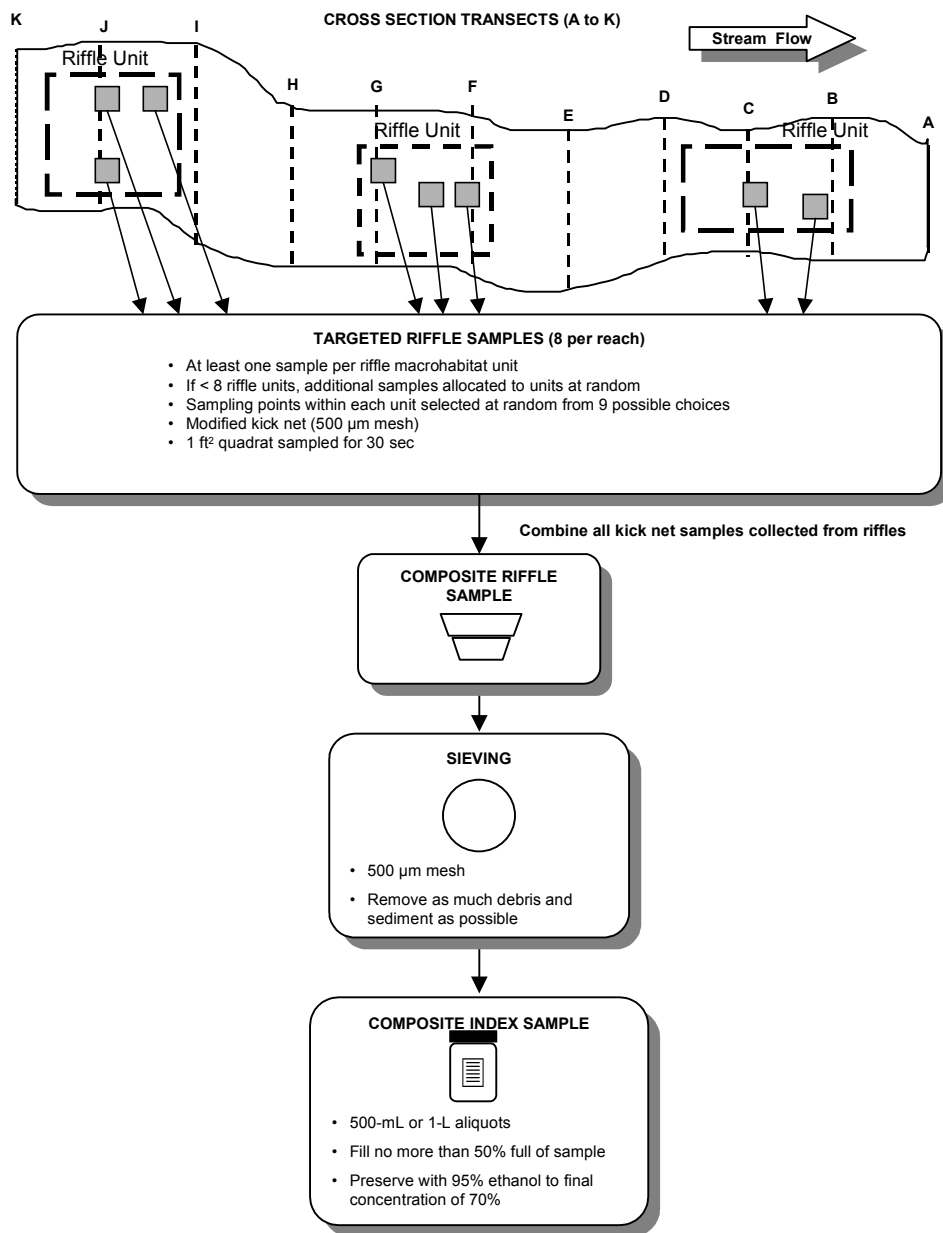 CROSS SECTION TRANSECTS (A to K)
K
J
I
H
G
F
E
D
C
B
A
Stream Flow
Riffle Unit
Riffle Unit
Riffle Unit
TARGETED RIFFLE SAMPLES (8 per reach)
• At least one sample per riffle macrohabitat unit
• If < 8 riffle units, additional samples allocated to units at random
• Sampling points within each unit selected at random from 9 possible choices
• Modified kick net (500 µm mesh)
• 1 ft² quadrat sampled for 30 sec
Combine all kick net samples collected from riffles
COMPOSITE RIFFLE
SAMPLE
SIEVING
• 500 µm mesh
• Remove as much debris and
sediment as possible
COMPOSITE INDEX SAMPLE
• 500-mL or 1-L aliquots
• Fill no more than 50% full of sample
• Preserve with 95% ethanol to final
concentration of 70%